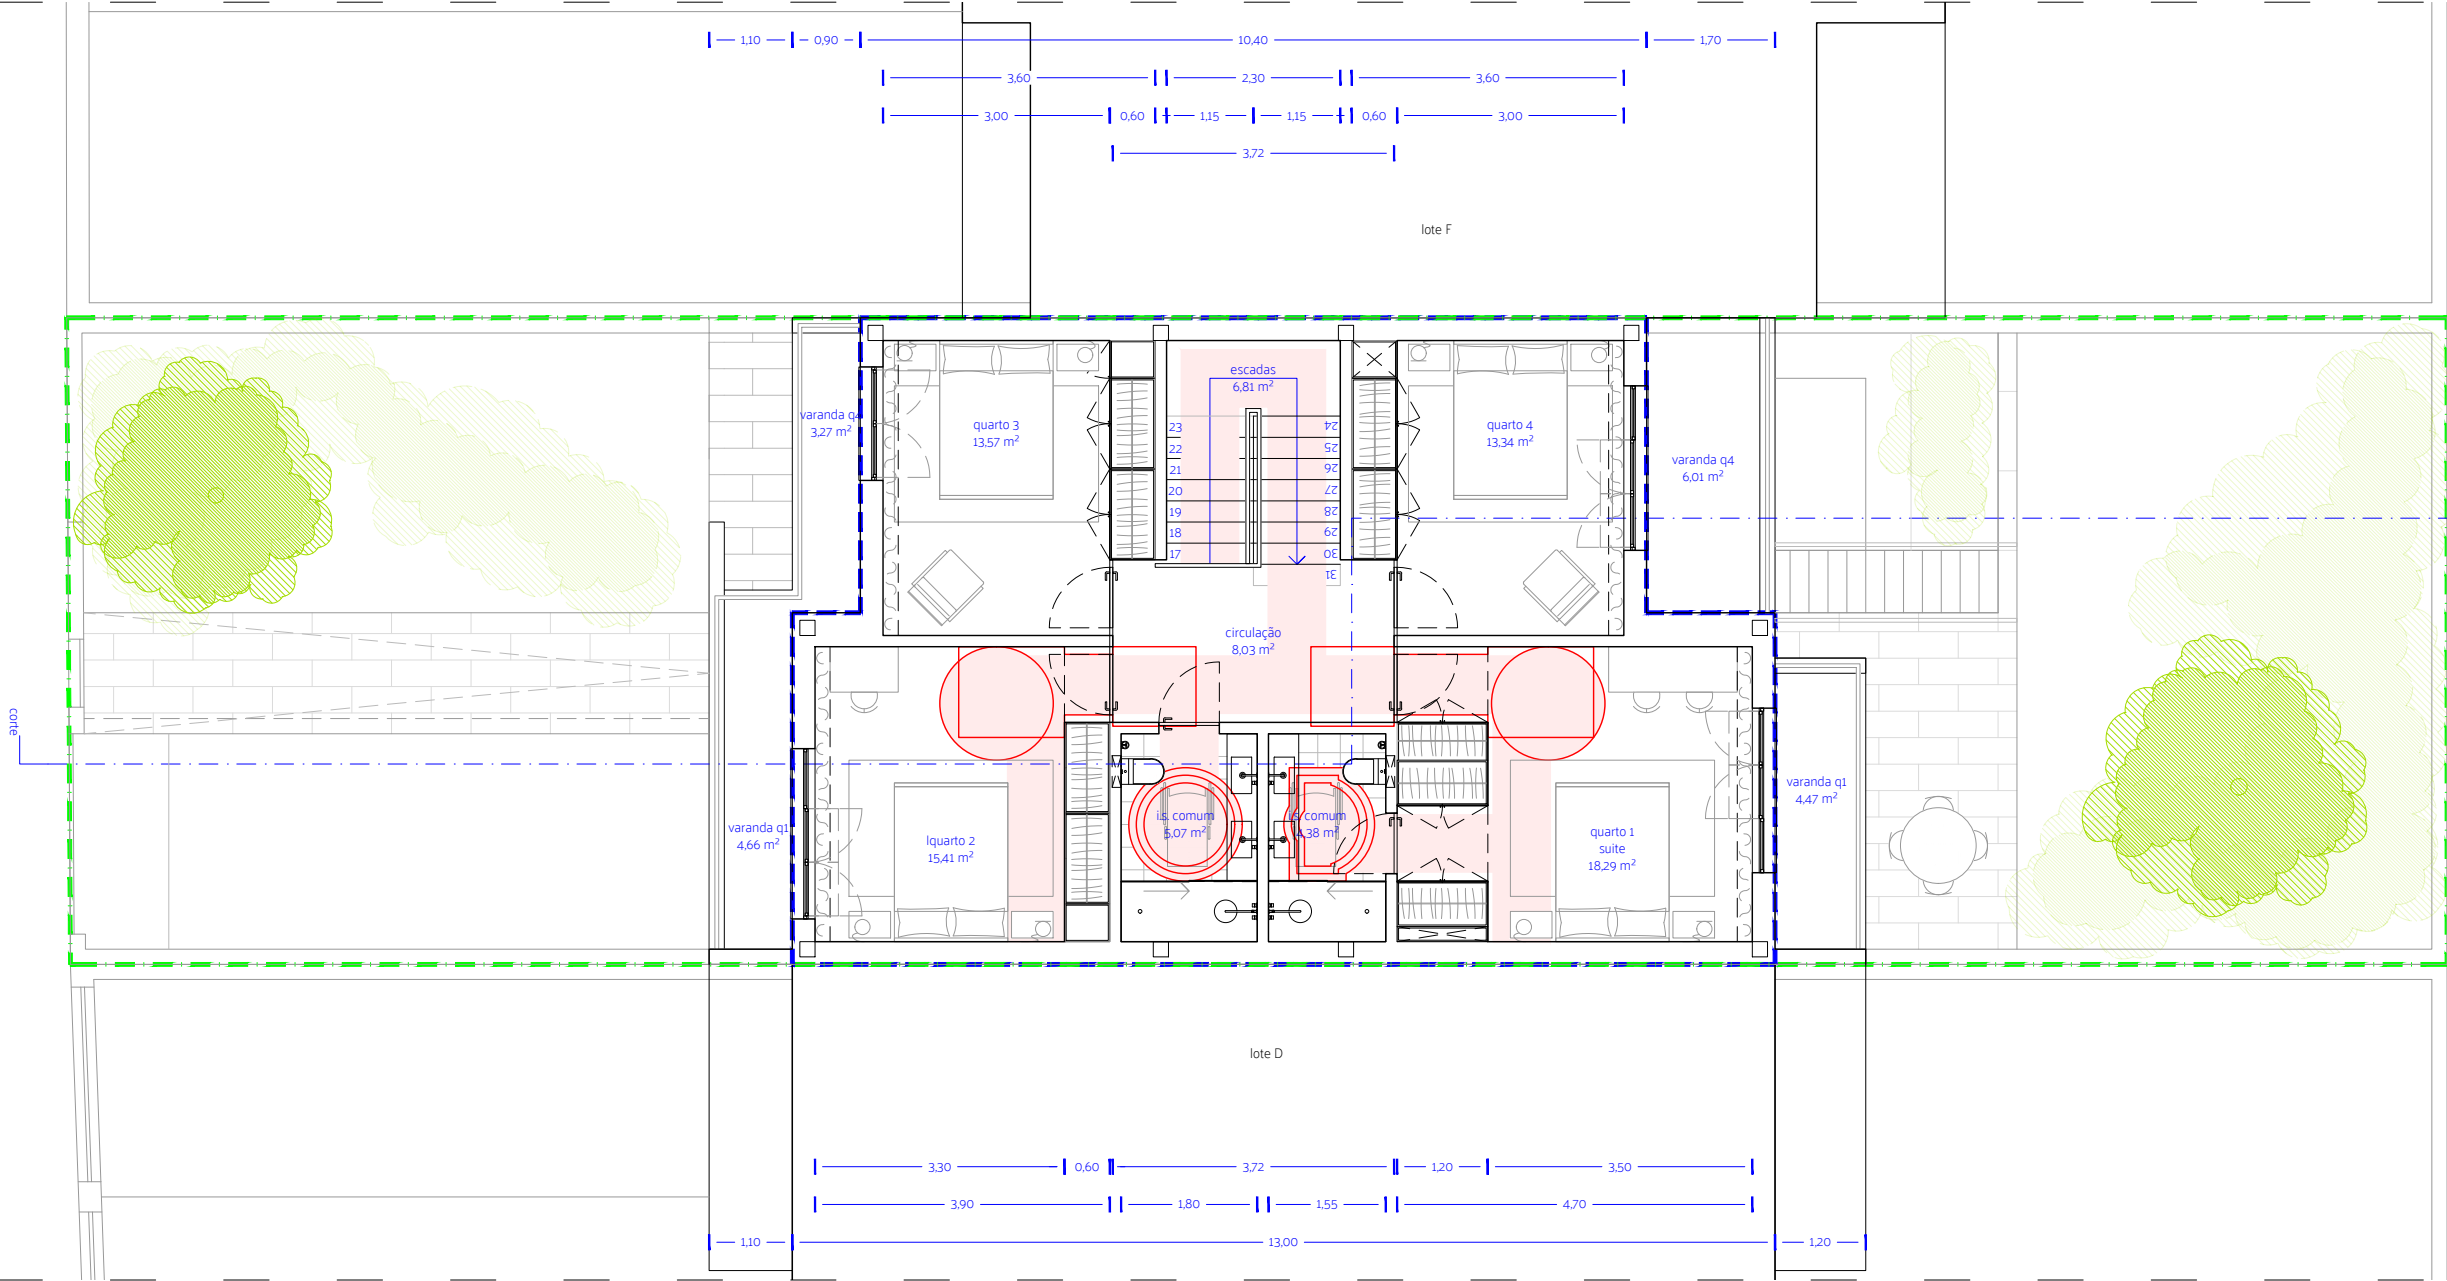 1,10
0,90
10,40
1,70
3,60
2,30
3,60
3,00
0,60
1,15
1,15
0,60
3,00
3,72
lote F
escadas
6,81 m²
varanda q4
3,27 m²
quarto 3
13,57 m²
quarto 4
13,34 m²
varanda q4
6,01 m²
23
22
21
20
19
18
17
24
25
26
27
28
29
30
31
circulação
8,03 m²
corte
varanda q1
4,66 m²
lquarto 2
15,41 m²
i.s. comum
5,07 m²
i.s. comum
4,38 m²
quarto 1
suite
18,29 m²
varanda q1
4,47 m²
lote D
3,30
0,60
3,72
1,20
3,50
3,90
1,80
1,55
4,70
1,10
13,00
1,20